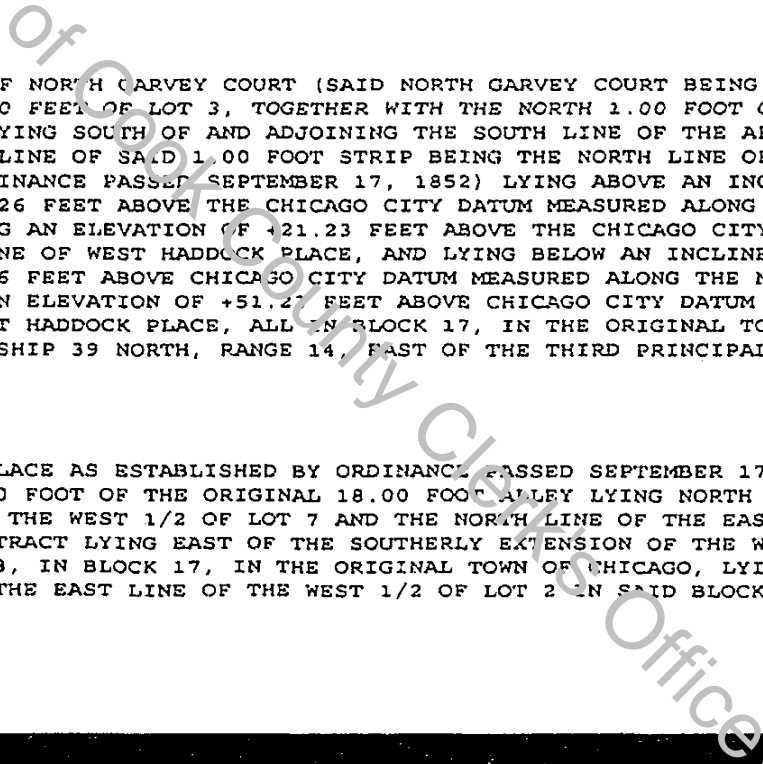 of Cook County Clerk's Office
F NORTH GARVEY COURT (SAID NORTH GARVEY COURT BEING
0 FEET OF LOT 3, TOGETHER WITH THE NORTH 1.00 FOOT
YING SOUTH OF AND ADJOINING THE SOUTH LINE OF THE
LINE OF SAID 1.00 FOOT STRIP BEING THE NORTH LINE OF
INANCE PASSED SEPTEMBER 17, 1852) LYING ABOVE AN INC
26 FEET ABOVE THE CHICAGO CITY DATUM MEASURED ALONG
G AN ELEVATION OF +21.23 FEET ABOVE THE CHICAGO CITY
NE OF WEST HADDOCK PLACE, AND LYING BELOW AN INCLINE
6 FEET ABOVE CHICAGO CITY DATUM MEASURED ALONG THE
N ELEVATION OF FEET ABOVE CHICAGO CITY DATUM
T HADDOCK PLACE, ALL IN BLOCK 17, IN THE ORIGINAL TO
SHIP 39 NORTH, RANGE 14, EAST OF THE THIRD PRINCIPAL
LACE AS ESTABLISHED BY ORDINANCE PASSED SEPTEMBER 17
0 FOOT OF THE ORIGINAL 18.00 FOOT ALLEY LYING NORTH
THE WEST 1/2 OF LOT 7 AND THE NORTH LINE OF THE EAS
TRACT LYING EAST OF THE SOUTHERLY EXTENSION OF THE W
, IN BLOCK 17, IN THE ORIGINAL TOWN OF CHICAGO, LYI
THE EAST LINE OF THE WEST 1/2 OF LOT 2 IN SAID BLOCK